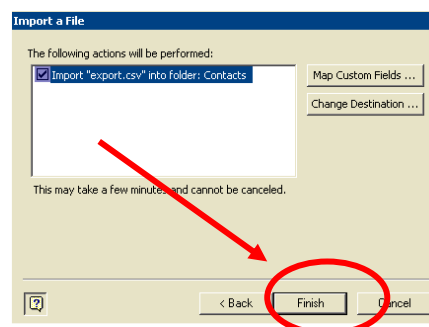 Import a File
The following actions will be performed:
Import "export.csv" into folder: Contacts
Map Custom Fields ...
Change Destination ...
This may take a few minutes and cannot be canceled.
?
< Back
Finish
Cancel